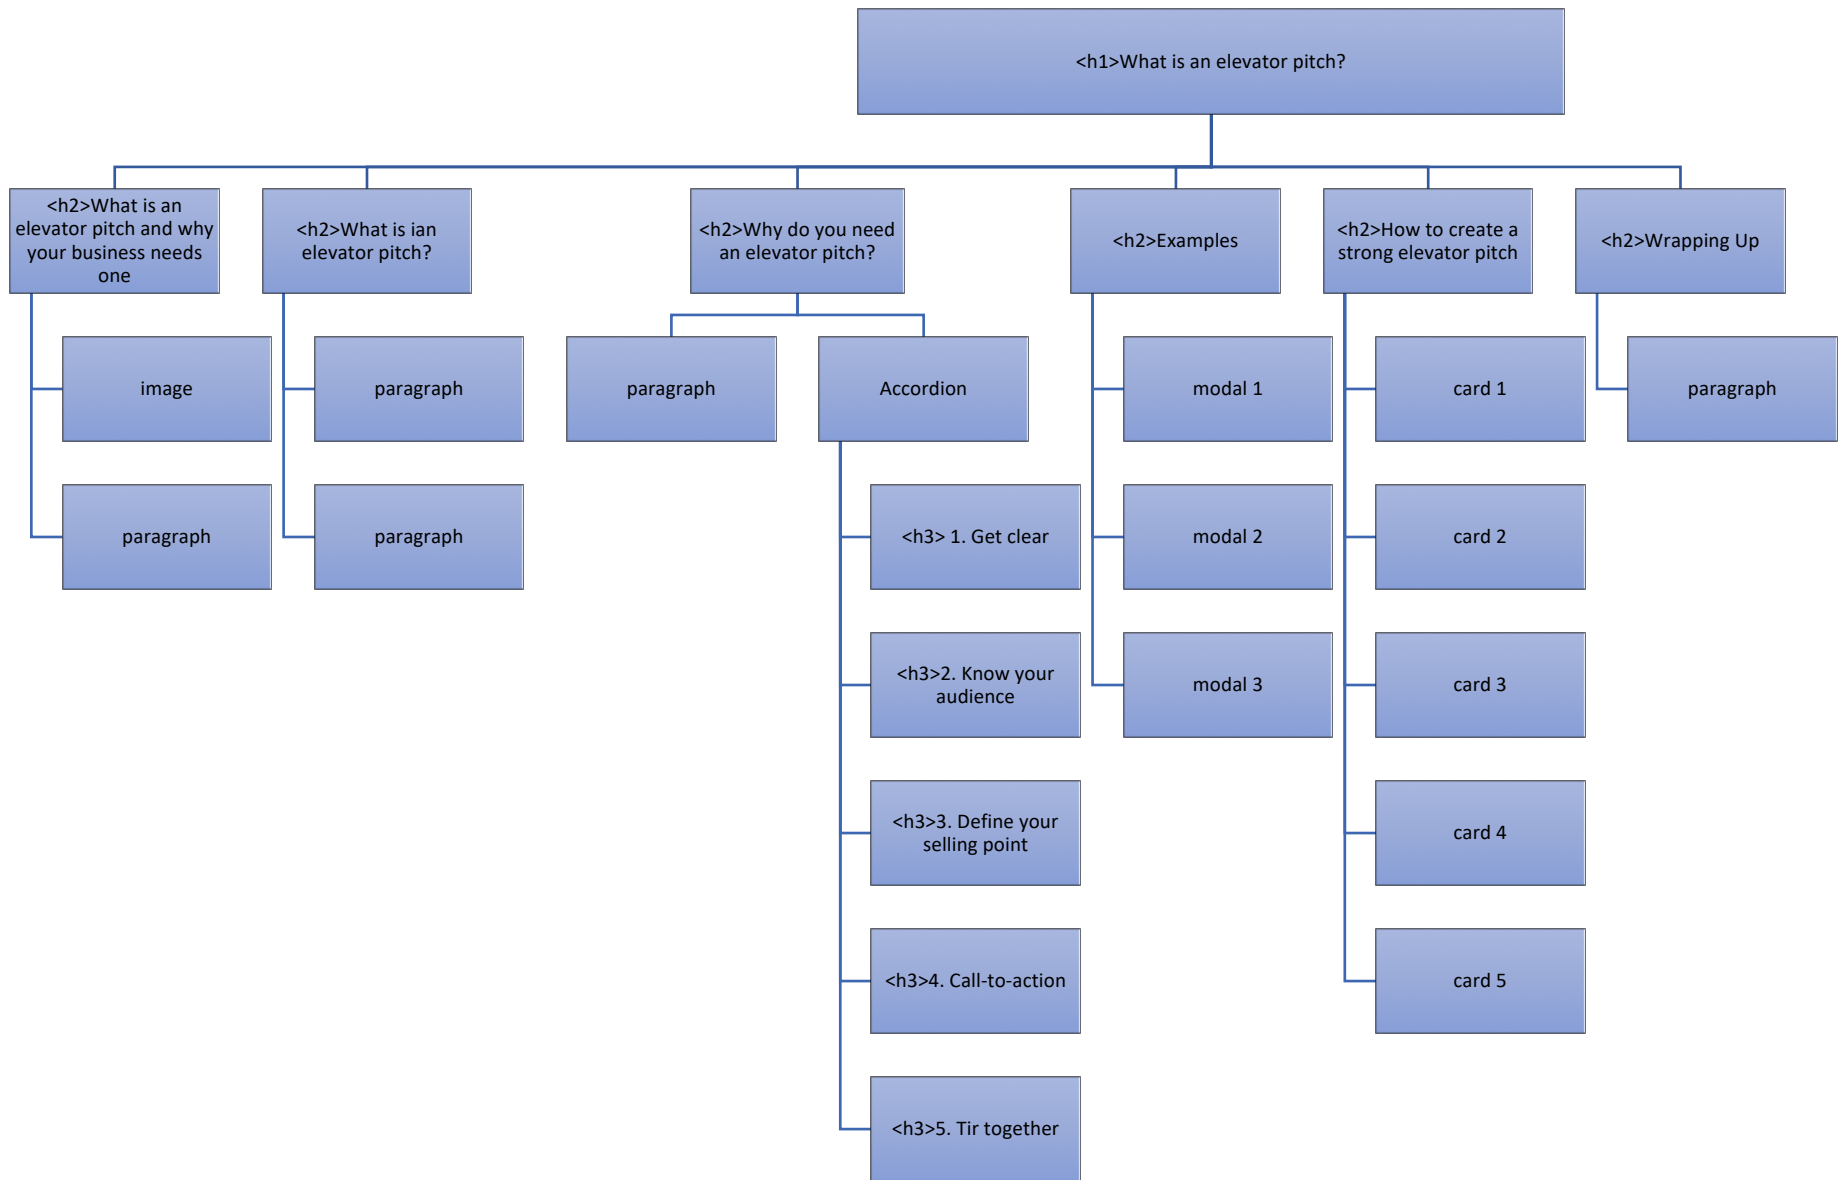 <h1>What is an elevator pitch?
<h2>What is an
elevator pitch and why
your business needs
one
<h2>What is ian
elevator pitch?
<h2>Why do you need
an elevator pitch?
<h2>Examples
<h2>How to create a
strong elevator pitch
<h2>Wrapping Up
image
paragraph
paragraph
Accordion
modal 1
card 1
paragraph
paragraph
paragraph
<h3> 1. Get clear
modal 2
card 2
<h3>2. Know your
audience
modal 3
card 3
<h3>3. Define your
selling point
card 4
<h3>4. Call-to-action
card 5
<h3>5. Tir together